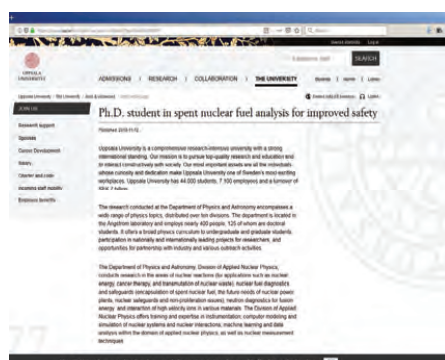 SEARCH
UPPSALA
UNIVERSITET
ADMISSIONS | RESEARCH | COLLABORATION | THE UNIVERSITY
JOIN US
Research support
Career Development
Charter and code
Incoming staff mobility
Employee benefits
Ph.D. student in spent nuclear fuel analysis for improved safety
Uppsala University is a comprehensive research-intensive university with a strong
international standing. Our mission is to pursue top-quality research and education and
to interact constructively with society. Our most important assets are all the individuals
whose curiosity and dedication make Uppsala University one of Sweden's most exciting
workplaces. Uppsala University has 44.000 students, 7.100 employees and a turnover of
The research conducted at the Department of Physics and Astronomy encompasses a
wide range of physics topics, distributed over ten divisions. The department is located in
the Ångström laboratory and employs nearly 400 people, 125 of whom are doctoral
students. It offers a broad physics curriculum to undergraduate and graduate students,
participation in nationally and internationally leading projects for researchers, and
opportunities for partnership with industry and various outreach activities.
The Department of Physics and Astronomy, Division of Applied Nuclear Physics,
conducts research in the areas of nuclear reactions (for applications such as nuclear
energy, cancer therapy, and transmutation of nuclear waste), nuclear fuel diagnostics
and safeguards (encapsulation of spent nuclear fuel, the future needs of nuclear power
plants, nuclear safeguards and non-proliferation issues), neutron diagnostics for fusion
energy and interaction of high velocity ions in various materials. The Division of Applied
Nuclear Physics offers training and expertise in instrumentation, computer modeling and
simulation of nuclear systems and nuclear interactions, machine learning and data
analysis within the domain of applied nuclear physics, as well as nuclear measurement
techniques.